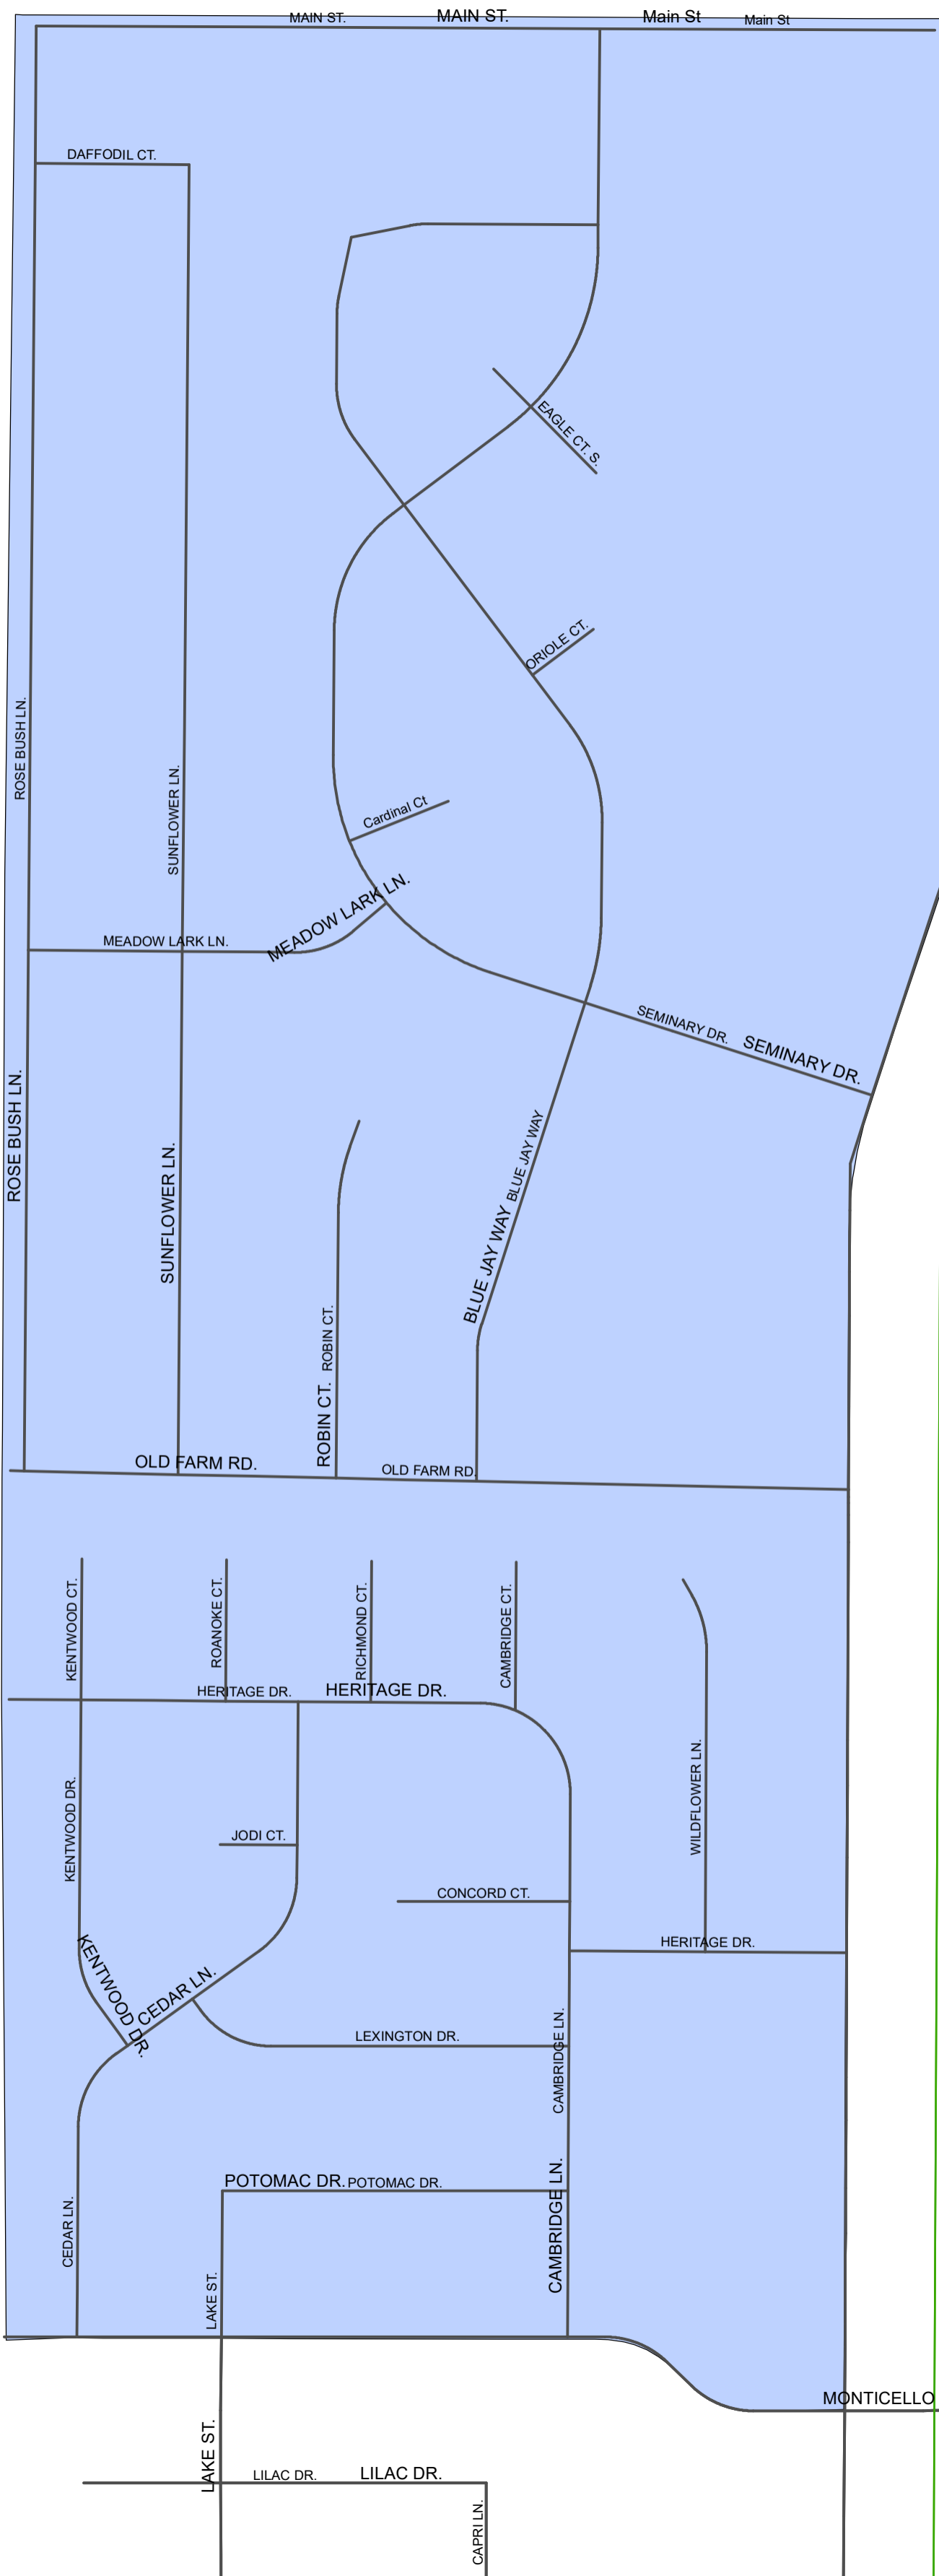 MAIN ST.
MAIN ST.
Main St
Main St
DAFFODIL CT.
EAGLE CT. S.
ORIOLE CT.
ROSE BUSH LN.
SUNFLOWER LN.
Cardinal Ct
MEADOW LARK LN.
MEADOW LARK LN.
SEMINARY DR.
SEMINARY DR.
ROSE BUSH LN.
SUNFLOWER LN.
BLUE JAY WAY
BLUE JAY WAY
ROBIN CT.
ROBIN CT.
OLD FARM RD.
OLD FARM RD.
KENTWOOD CT.
ROANOKE CT.
RICHMOND CT.
CAMBRIDGE CT.
HERITAGE DR.
HERITAGE DR.
WILDFLOWER LN.
KENTWOOD DR.
JODI CT.
CONCORD CT.
HERITAGE DR.
KENTWOOD DR.
CEDAR LN.
LEXINGTON DR.
CAMBRIDGE LN.
POTOMAC DR.
POTOMAC DR.
CAMBRIDGE LN.
CEDAR LN.
LAKE ST.
MONTICELLO
LAKE ST.
LILAC DR.
LILAC DR.
CAPRI LN.